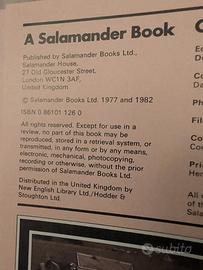 A Salamander Book
Published by Salamander Books Ltd.,
Salamander House,
27 Old Gloucester Street,
London WC1N 3AF,
United Kingdom
© Salamander Books Ltd. 1977 and 1982
ISBN 0 86101 126 0
All rights reserved. Except for use in a
review, no part of this book may be
reproduced, stored in a retrieval system, or
transmitted, in any form or by any means,
electronic, mechanical, photocopying,
recording or otherwise, without the prior
permission of Salamander Books Ltd.
Distributed in the United Kingdom by
New English Library Ltd./Hodder &
Stoughton Ltd.
subito